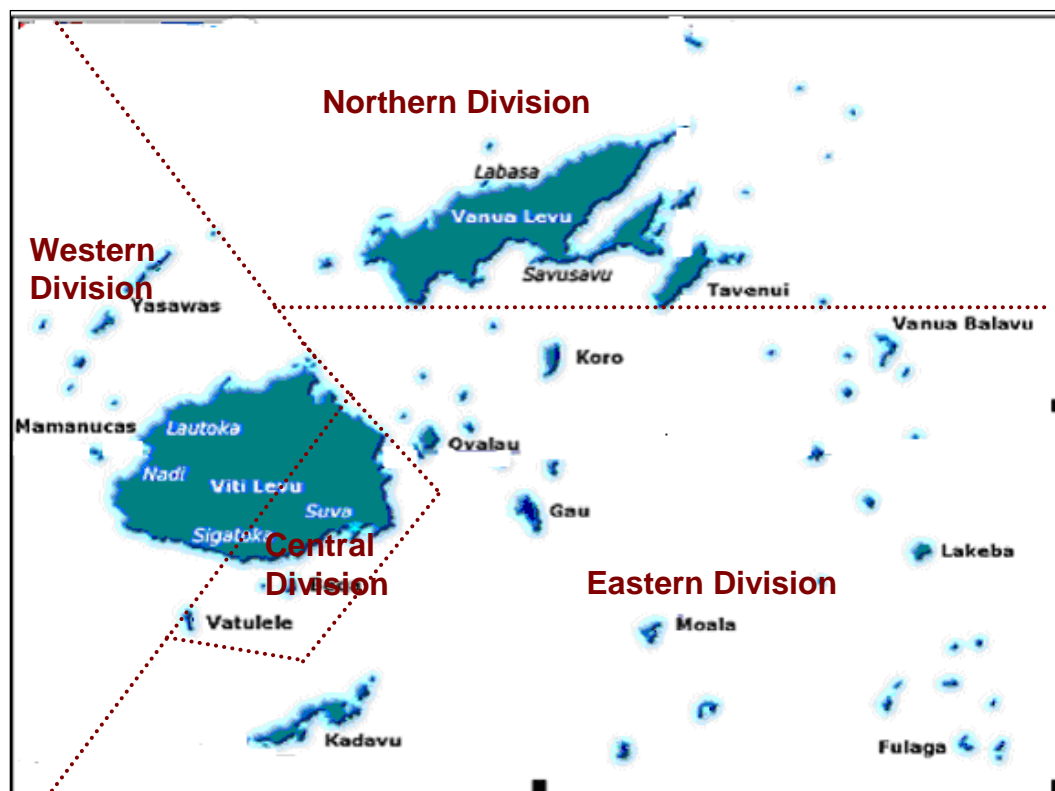 Northern Division
Labasa
Vanua Levu
Western
Division
Savusavu
Tavenui
Yasawas
Vanua Balavu
Koro
Mamanucas
Lautoka
Ovalau
Nadi
Viti Levu
Suva
Gau
Sigatoka
Central
Division
Lakeba
Eastern Division
Vatulele
Moala
Kadavu
Fulaga